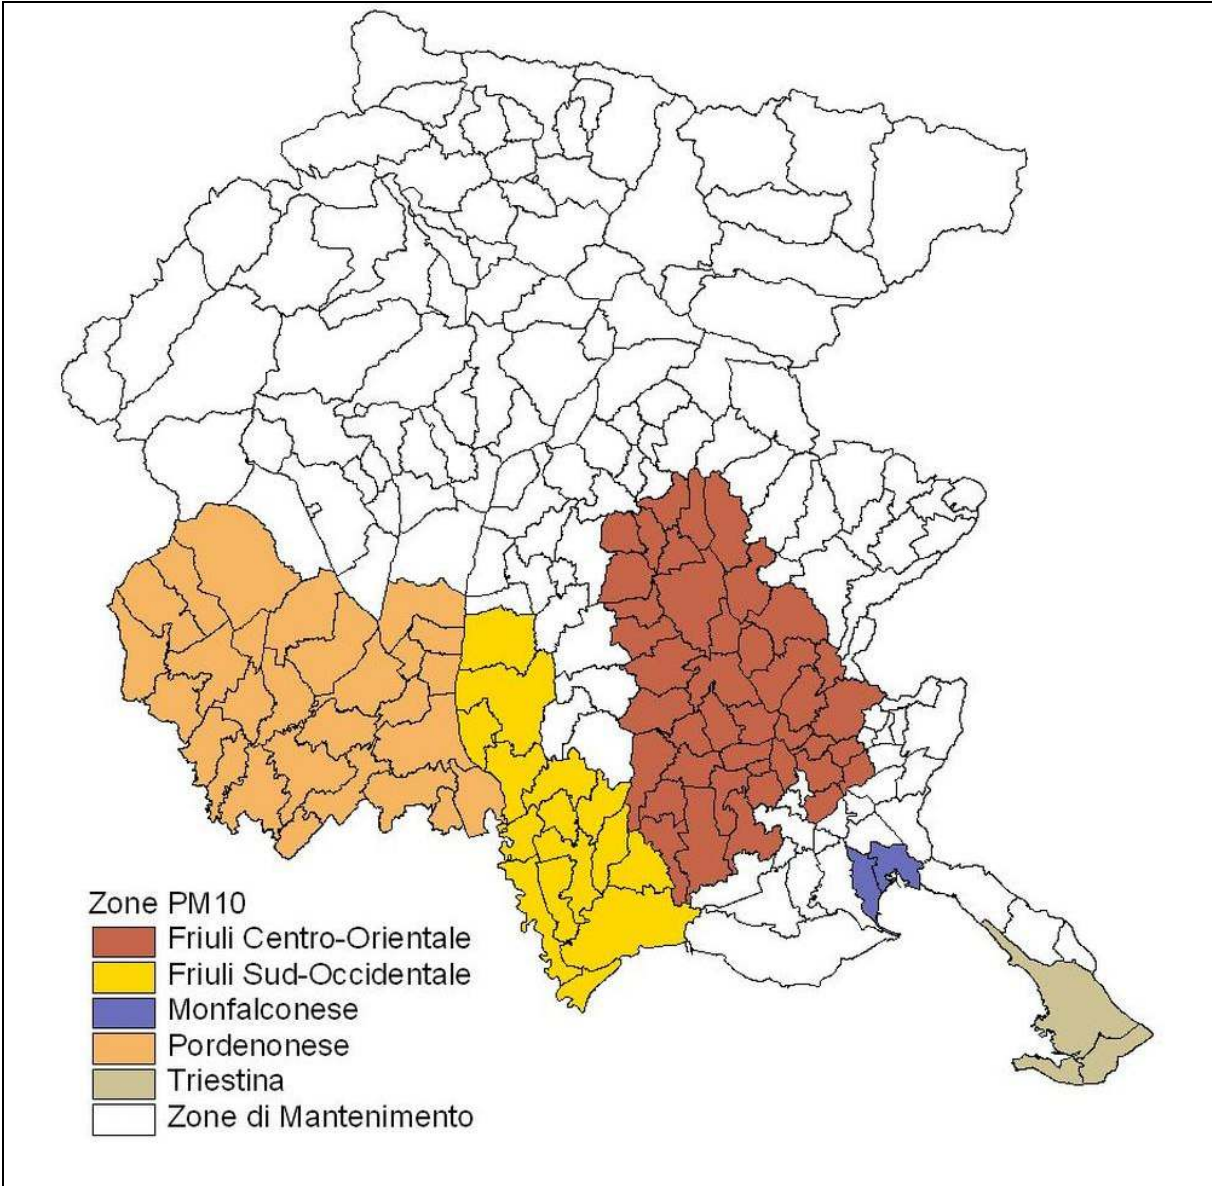 Zone PM10
Friuli Centro-Orientale
Friuli Sud-Occidentale
Monfalconese
Pordenonese
Triestina
Zone di Mantenimento